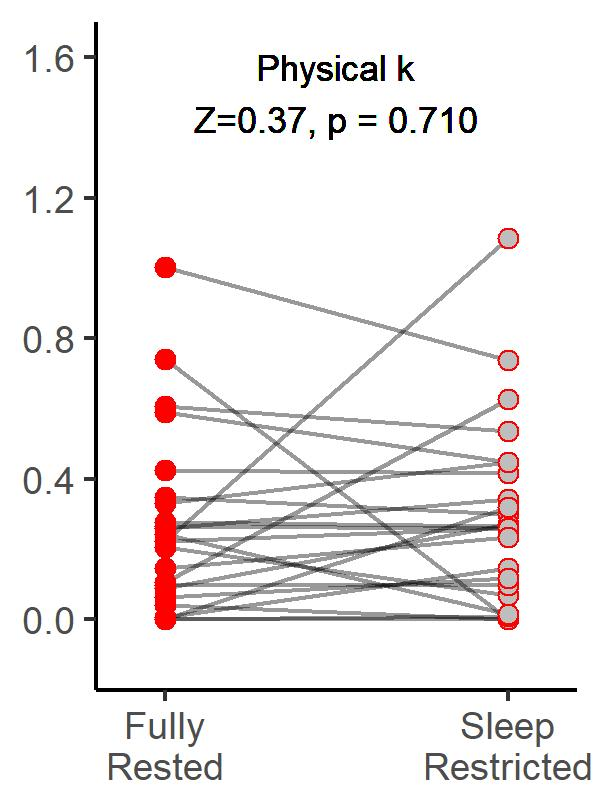 Physical k
Z=0.37, p = 0.710
1.6
1.2
0.8
0.4
0.0
Fully
Rested
Sleep
Restricted